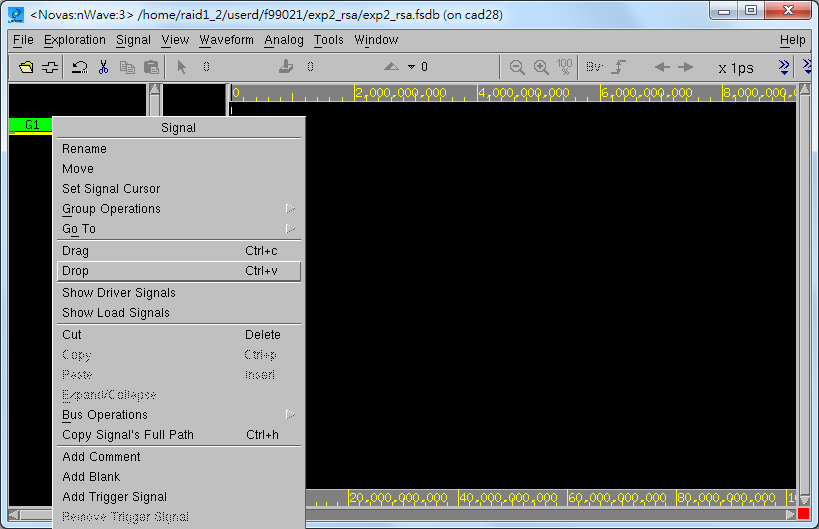 <Novas:nWave:3> /home/raid1_2/userd/f99021/exp2_rsa/exp2_rsa.fsdb (on cad28)
File Exploration Signal View Waveform Analog Tools Window Help
0 0 0 100 % By: x 1ps
0 2,000,000,000 4,000,000,000 6,000,000,000 8,000,000,000
G1
Signal
Rename
Move
Set Signal Cursor
Group Operations
Go To
Drag Ctrl+c
Drop Ctrl+v
Show Driver Signals
Show Load Signals
Cut Delete
Copy Ctrl+p
Paste Insert
Expand/Collapse
Bus Operations
Copy Signal's Full Path Ctrl+h
Add Comment
Add Blank
Add Trigger Signal
20,000,000,000 40,000,000,000 60,000,000,000 80,000,000,000
Remove Trigger Signal